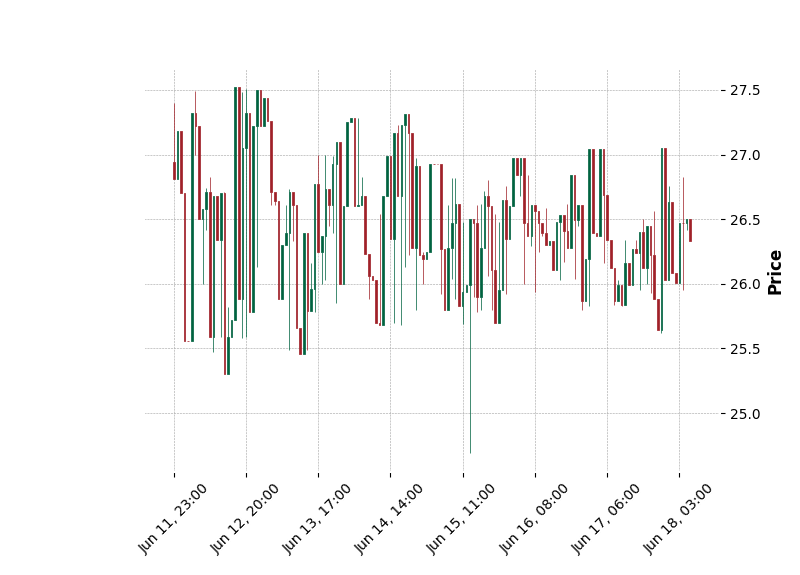 27.5
27.0
26.5
26.0
25.5
25.0
Price
Jun 11, 23:00
Jun 12, 20:00
Jun 13, 17:00
Jun 14, 14:00
Jun 15, 11:00
Jun 16, 08:00
Jun 17, 06:00
Jun 18, 03:00